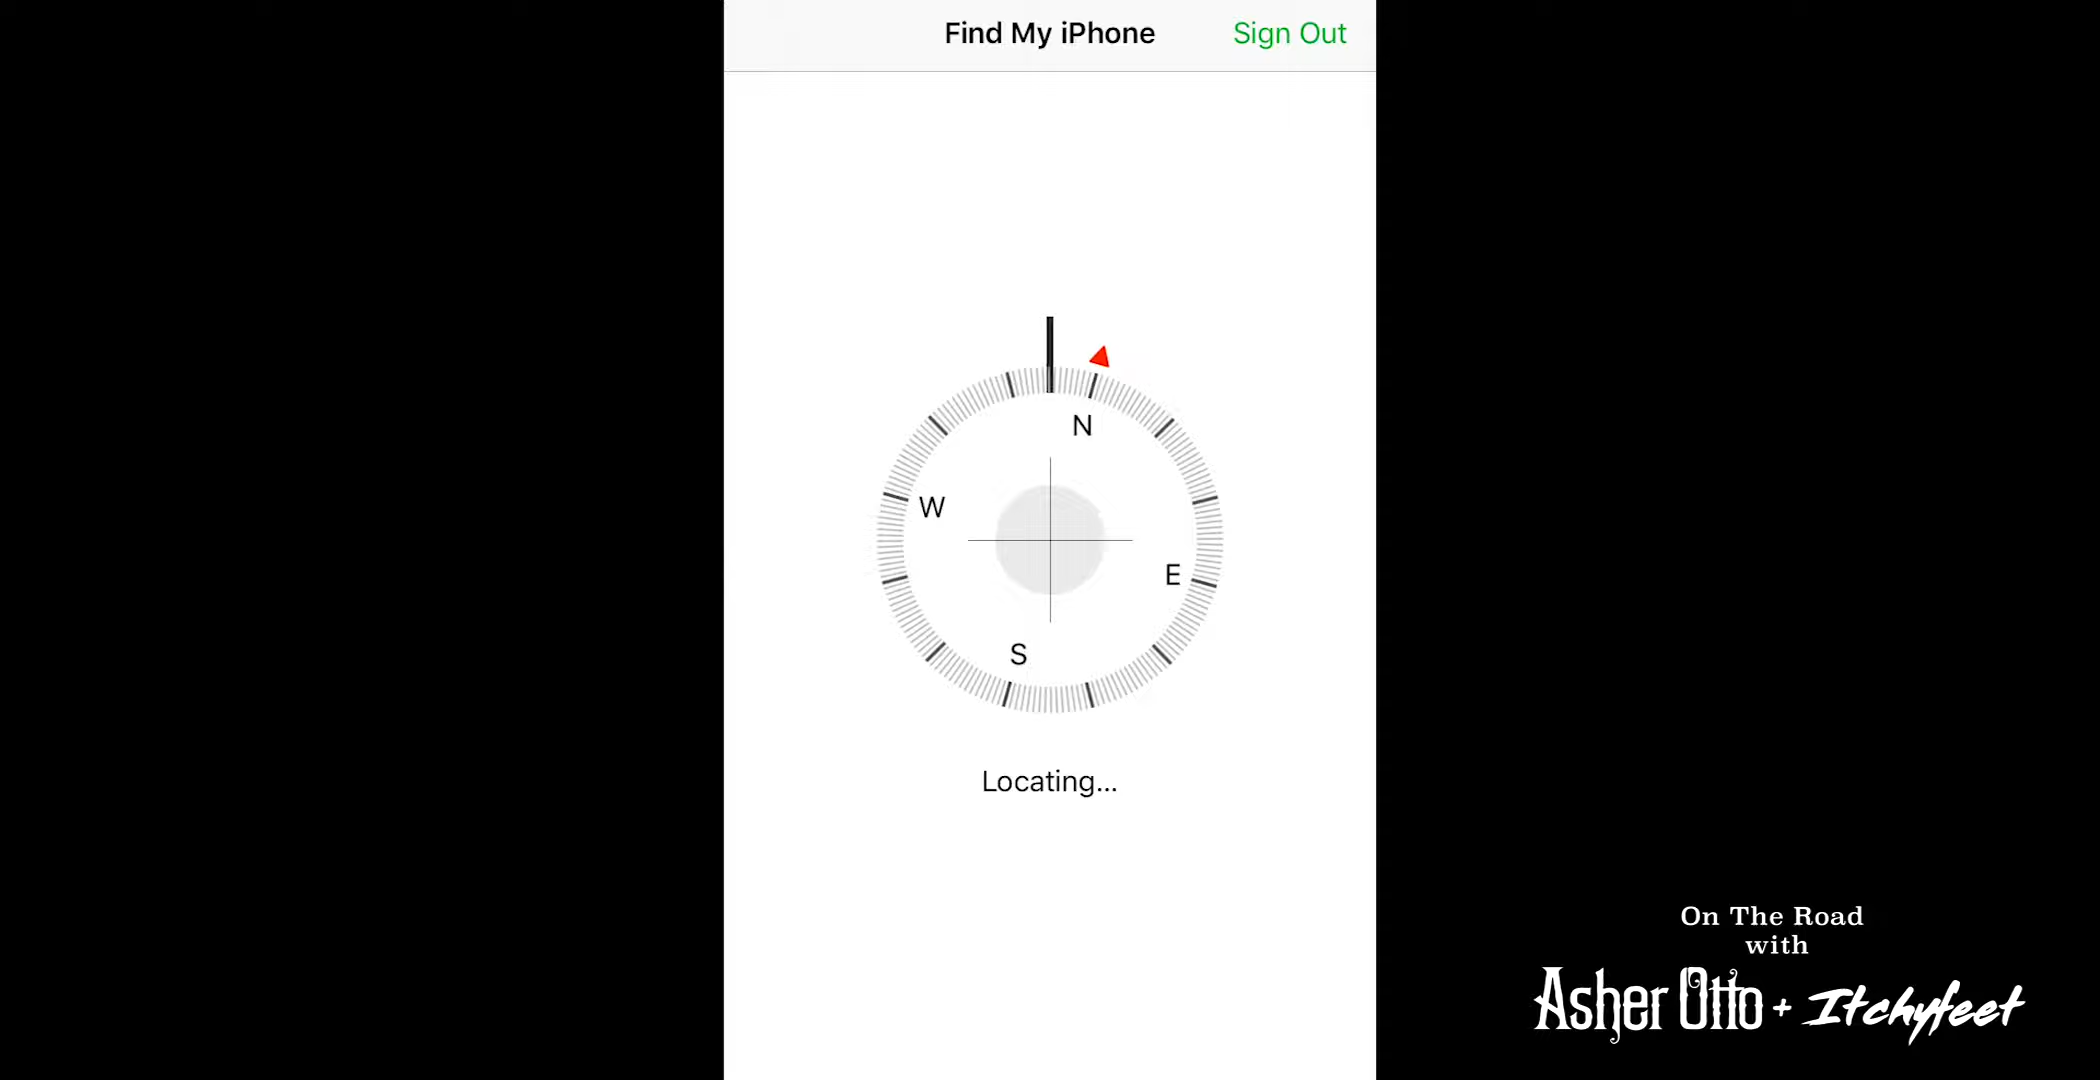 Find My iPhone
Sign Out
N
W
E
S
Locating...
On The Road
with
Asher Otto + Itchyfeet